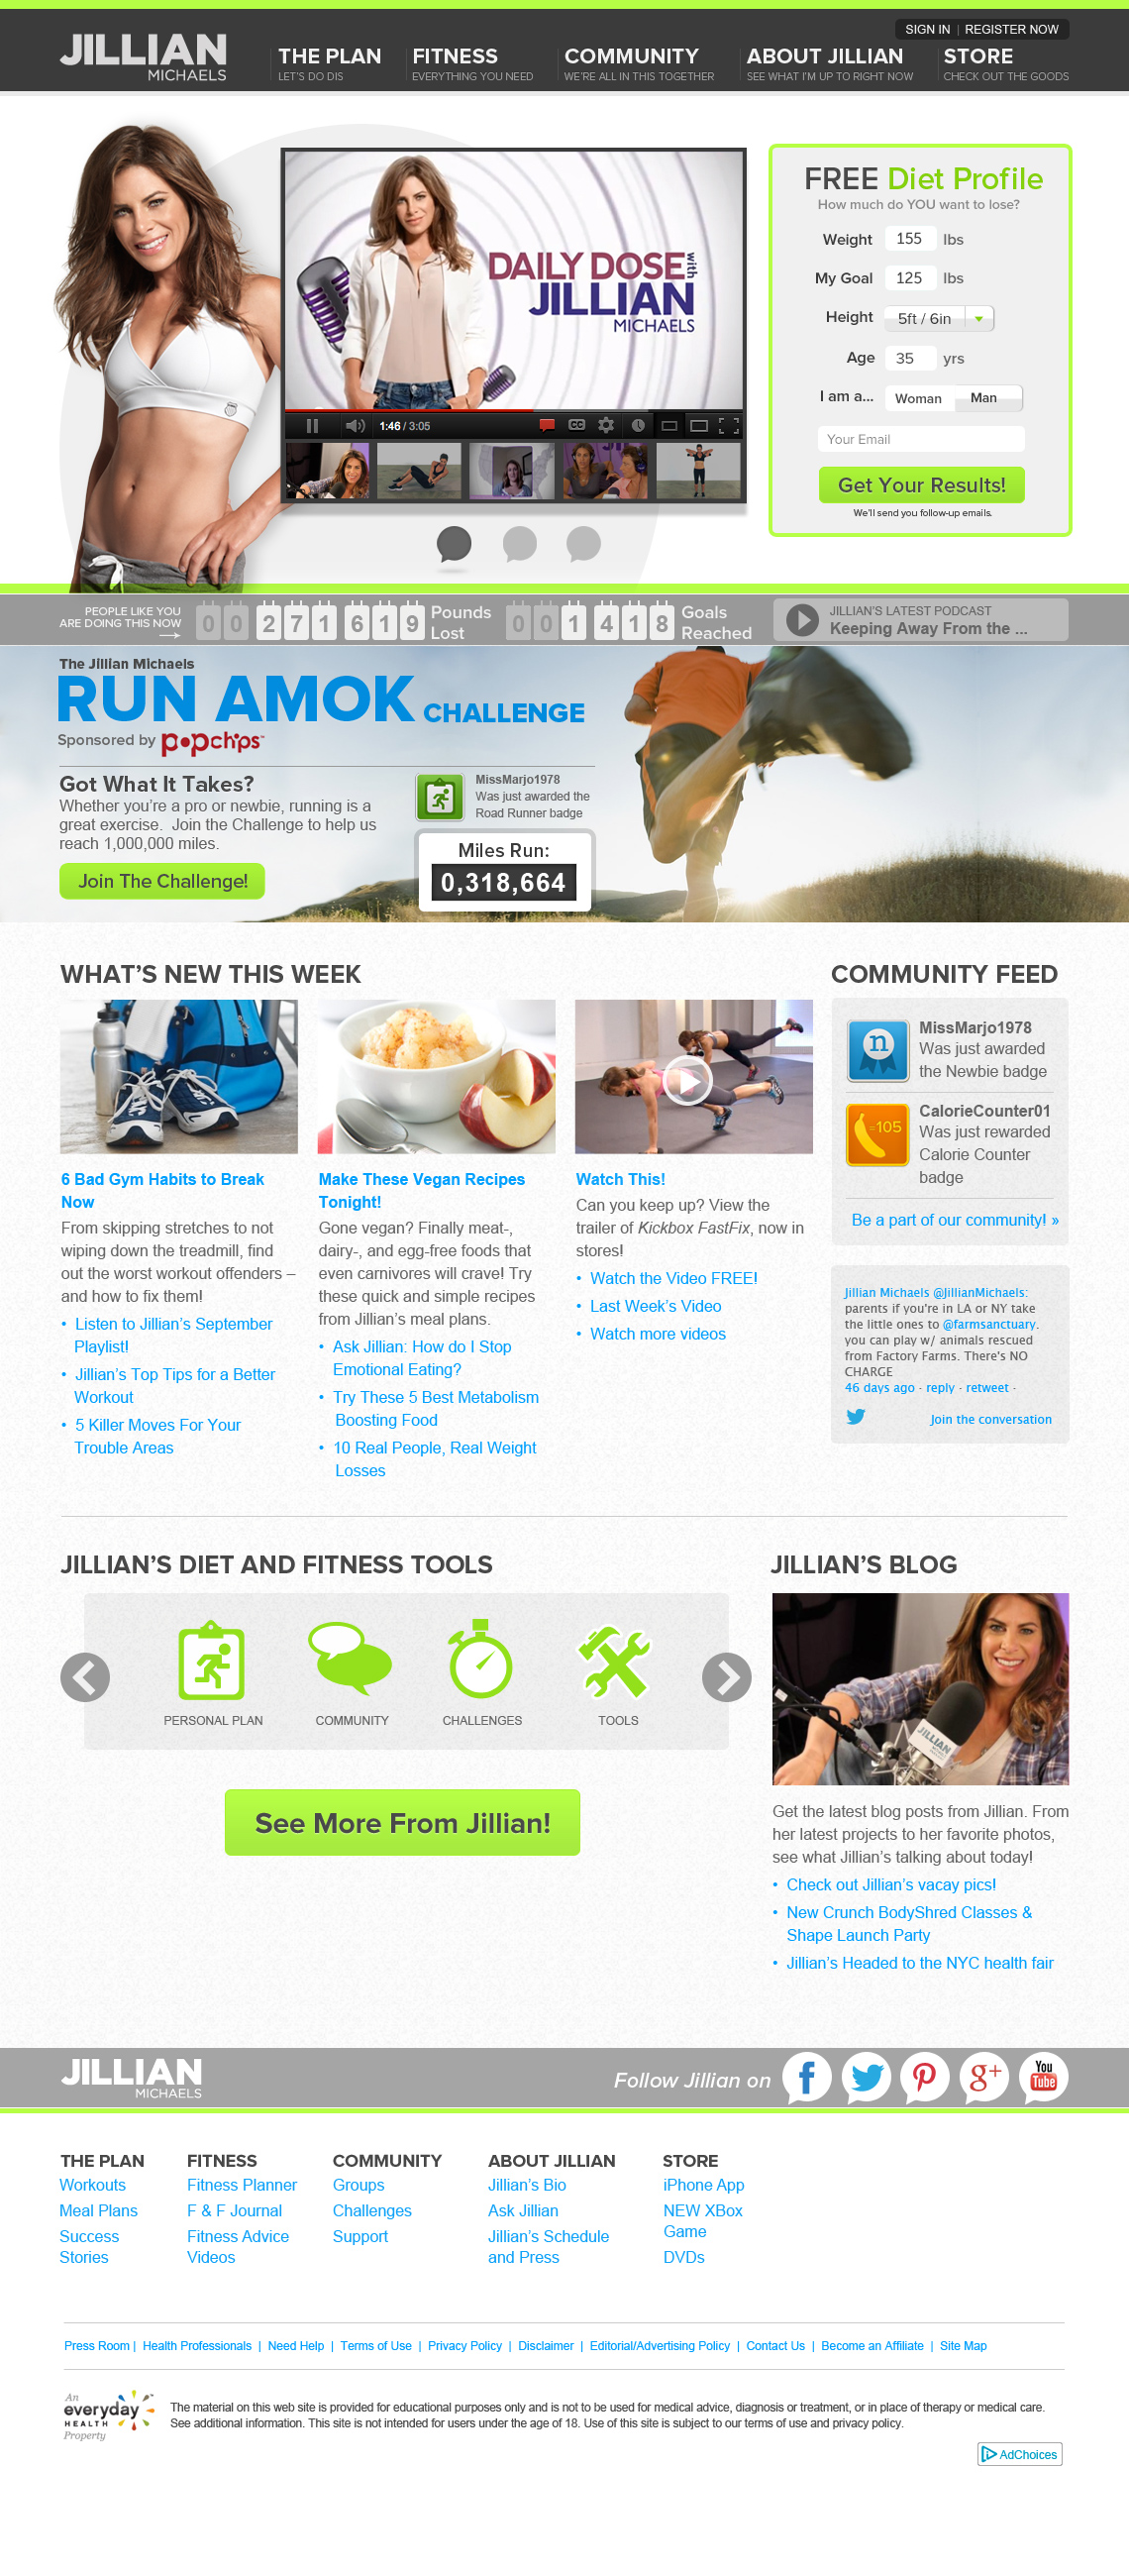 SIGN IN | REGISTER NOW
JILLIAN
MICHAELS
THE PLAN
LET'S DO DIS
FITNESS
EVERYTHING YOU NEED
COMMUNITY
WE'RE ALL IN THIS TOGETHER
ABOUT JILLIAN
SEE WHAT I'M UP TO RIGHT NOW
STORE
CHECK OUT THE GOODS
DAILY DOSE with
JILLIAN
MICHAELS
1:46 / 3:05
CC
FREE Diet Profile
How much do YOU want to lose?
Weight 155 lbs
My Goal 125 lbs
Height 5ft / 6in
Age 35 yrs
I am a... Woman Man
Your Email
Get Your Results!
We'll send you follow-up emails.
PEOPLE LIKE YOU
ARE DOING THIS NOW
0 0 2 7 1 6 1 9 Pounds
Lost
0 0 1 4 1 8 Goals
Reached
JILLIAN'S LATEST PODCAST
Keeping Away From the ...
The Jillian Michaels
RUN AMOK CHALLENGE
Sponsored by popchips™
Got What It Takes?
Whether you're a pro or newbie, running is a
great exercise. Join the Challenge to help us
reach 1,000,000 miles.
Join The Challenge!
MissMarjo1978
Was just awarded the
Road Runner badge
Miles Run:
0,318,664
WHAT'S NEW THIS WEEK
6 Bad Gym Habits to Break
Now
From skipping stretches to not
wiping down the treadmill, find
out the worst workout offenders –
and how to fix them!
• Listen to Jillian's September
Playlist!
• Jillian's Top Tips for a Better
Workout
• 5 Killer Moves For Your
Trouble Areas
Make These Vegan Recipes
Tonight!
Gone vegan? Finally meat-,
dairy-, and egg-free foods that
even carnivores will crave! Try
these quick and simple recipes
from Jillian's meal plans.
• Ask Jillian: How do I Stop
Emotional Eating?
• Try These 5 Best Metabolism
Boosting Food
• 10 Real People, Real Weight
Losses
Watch This!
Can you keep up? View the
trailer of Kickbox FastFix, now in
stores!
• Watch the Video FREE!
• Last Week's Video
• Watch more videos
COMMUNITY FEED
n
MissMarjo1978
Was just awarded
the Newbie badge
=105
CalorieCounter01
Was just rewarded
Calorie Counter
badge
Be a part of our community! »
Jillian Michaels @JillianMichaels:
parents if you're in LA or NY take
the little ones to @farmsanctuary.
you can play w/ animals rescued
from Factory Farms. There's NO
CHARGE
46 days ago · reply · retweet ·
Join the conversation
JILLIAN'S DIET AND FITNESS TOOLS
PERSONAL PLAN
COMMUNITY
CHALLENGES
TOOLS
See More From Jillian!
JILLIAN'S BLOG
JILLIAN
MICHAELS
Get the latest blog posts from Jillian. From
her latest projects to her favorite photos,
see what Jillian's talking about today!
• Check out Jillian's vacay pics!
• New Crunch BodyShred Classes &
Shape Launch Party
• Jillian's Headed to the NYC health fair
JILLIAN
MICHAELS
Follow Jillian on
f
g+
You
Tube
THE PLAN
Workouts
Meal Plans
Success
Stories
FITNESS
Fitness Planner
F & F Journal
Fitness Advice
Videos
COMMUNITY
Groups
Challenges
Support
ABOUT JILLIAN
Jillian's Bio
Ask Jillian
Jillian's Schedule
and Press
STORE
iPhone App
NEW XBox
Game
DVDs
Press Room | Health Professionals | Need Help | Terms of Use | Privacy Policy | Disclaimer | Editorial/Advertising Policy | Contact Us | Become an Affiliate | Site Map
An
everyday
HEALTH
Property
The material on this web site is provided for educational purposes only and is not to be used for medical advice, diagnosis or treatment, or in place of therapy or medical care.
See additional information. This site is not intended for users under the age of 18. Use of this site is subject to our terms of use and privacy policy.
AdChoices